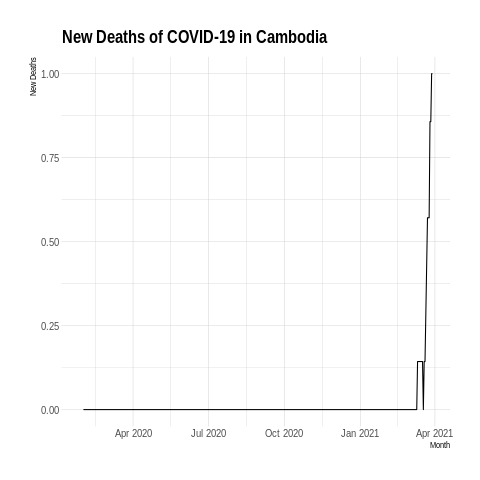 New Deaths of COVID-19 in Cambodia
New Deaths
1.00
0.75
0.50
0.25
0.00
Apr 2020 Jul 2020 Oct 2020 Jan 2021 Apr 2021
Month